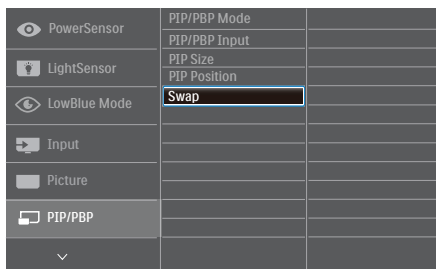 PowerSensor
LightSensor
LowBlue Mode
Input
Picture
PIP/PBP
PIP/PBP Mode
PIP/PBP Input
PIP Size
PIP Position
Swap